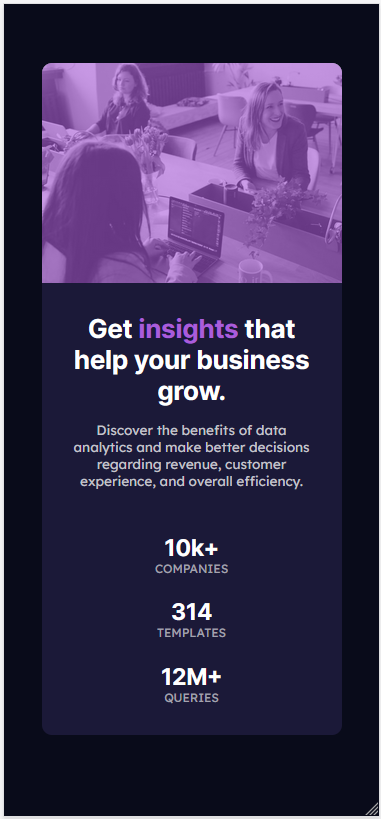 Get insights that
help your business
grow.
Discover the benefits of data
analytics and make better decisions
regarding revenue, customer
experience, and overall efficiency.
10k+
COMPANIES
314
TEMPLATES
12M+
QUERIES